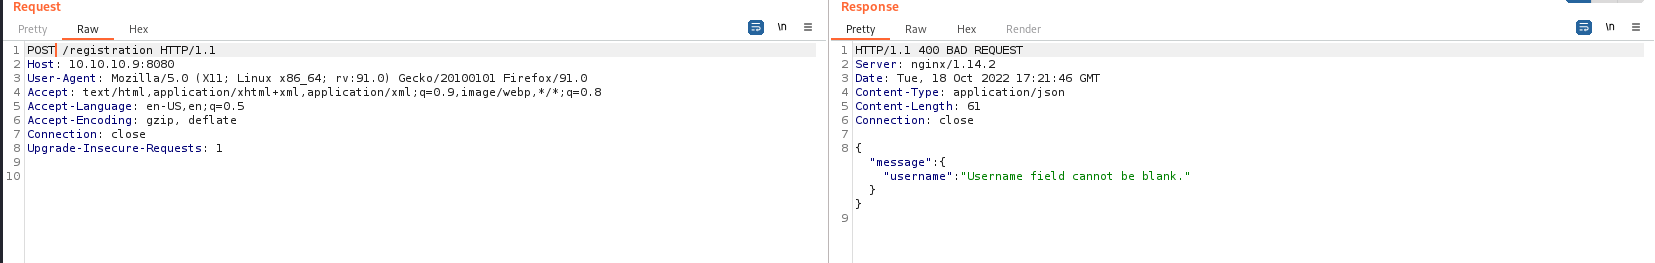 Request
Pretty Raw Hex \n
1 POST /registration HTTP/1.1
2 Host: 10.10.10.9:8080
3 User-Agent: Mozilla/5.0 (X11; Linux x86_64; rv:91.0) Gecko/20100101 Firefox/91.0
4 Accept: text/html,application/xhtml+xml,application/xml;q=0.9,image/webp,*/*;q=0.8
5 Accept-Language: en-US,en;q=0.5
6 Accept-Encoding: gzip, deflate
7 Connection: close
8 Upgrade-Insecure-Requests: 1
9
10
Response
Pretty Raw Hex Render \n
1 HTTP/1.1 400 BAD REQUEST
2 Server: nginx/1.14.2
3 Date: Tue, 18 Oct 2022 17:21:46 GMT
4 Content-Type: application/json
5 Content-Length: 61
6 Connection: close
7
8 {
"message":{
"username":"Username field cannot be blank."
}
}
9